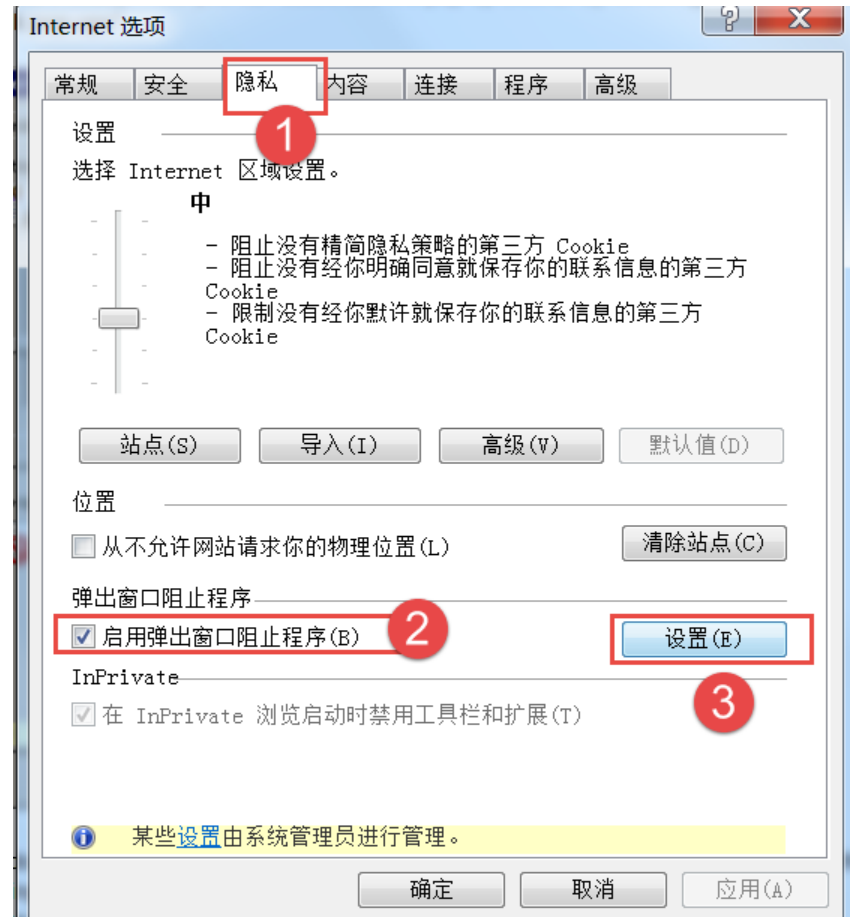 Internet 选项
常规 安全 隐私 内容 连接 程序 高级
1
设置
选择 Internet 区域设置。
中
- 阻止没有精简隐私策略的第三方 Cookie
- 阻止没有经你明确同意就保存你的联系信息的第三方
Cookie
- 限制没有经你默许就保存你的联系信息的第三方
Cookie
站点(S) 导入(I) 高级(V) 默认值(D)
位置
从不允许网站请求你的物理位置(L) 清除站点(C)
弹出窗口阻止程序
启用弹出窗口阻止程序(B) 2 设置(E)
InPrivate
3
在 InPrivate 浏览启动时禁用工具栏和扩展(T)
某些设置由系统管理员进行管理。
确定 取消 应用(A)